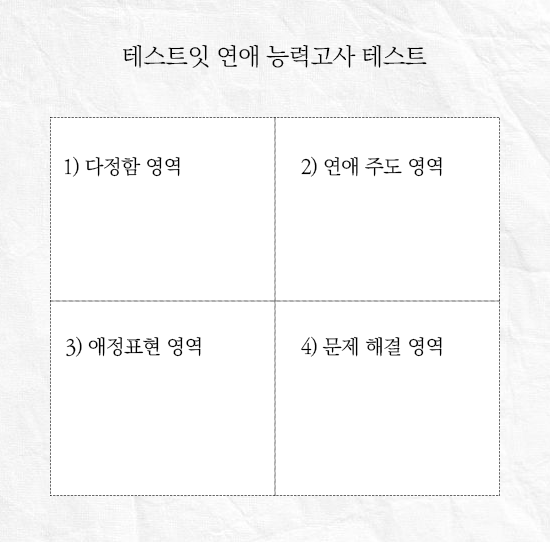 테스트잇 연애 능력고사 테스트
1) 다정함 영역
2) 연애 주도 영역
3) 애정표현 영역
4) 문제 해결 영역